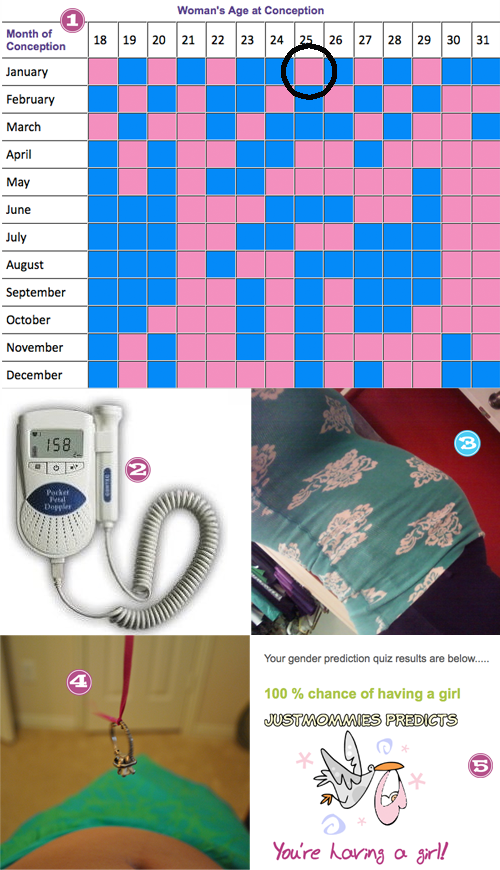 1
Woman's Age at Conception
Month of
Conception
18 19 20 21 22 23 24 25 26 27 28 29 30 31
January
February
March
April
May
June
July
August
September
October
November
December
158
Pocket
Fetal
Doppler
2
3
4
Your gender prediction quiz results are below.....
100 % chance of having a girl
JUSTMOMMIES PREDICTS
5
You're having a girl!